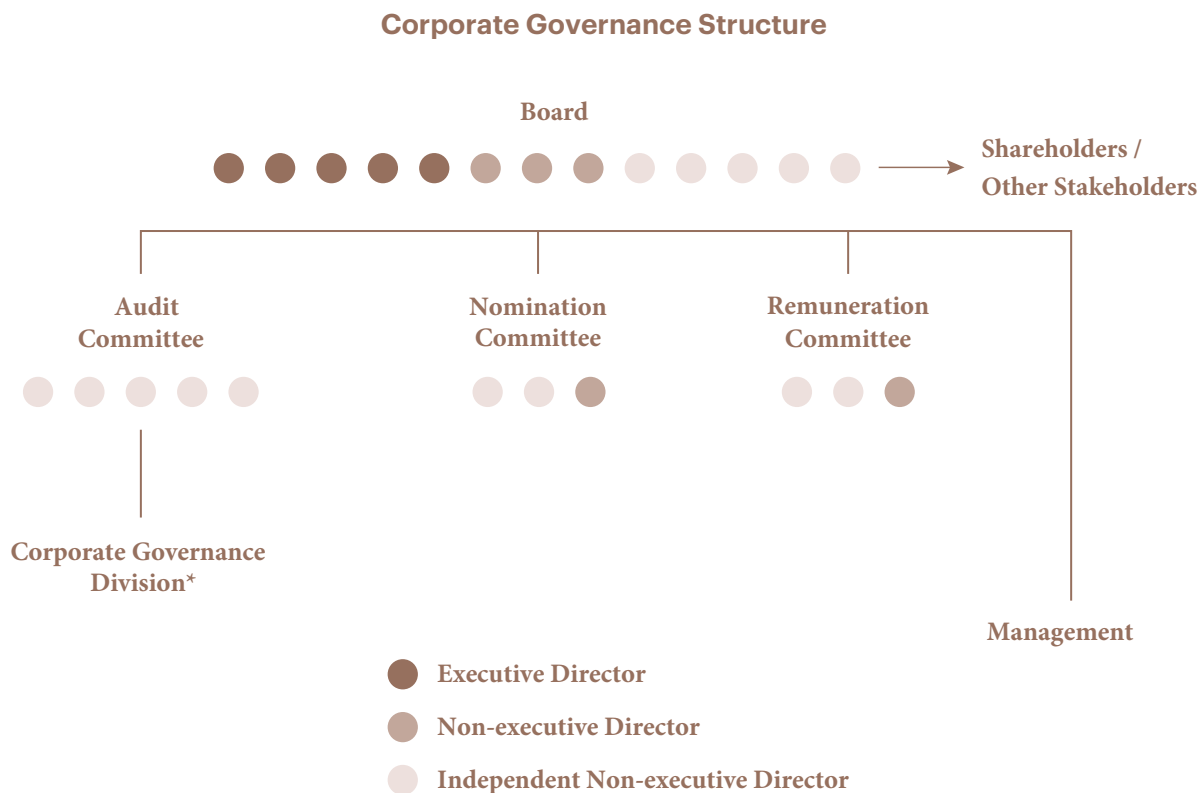 Corporate Governance Structure
Board
Shareholders /
Other Stakeholders
Audit
Committee
Nomination
Committee
Remuneration
Committee
Corporate Governance
Division*
Management
Executive Director
Non-executive Director
Independent Non-executive Director